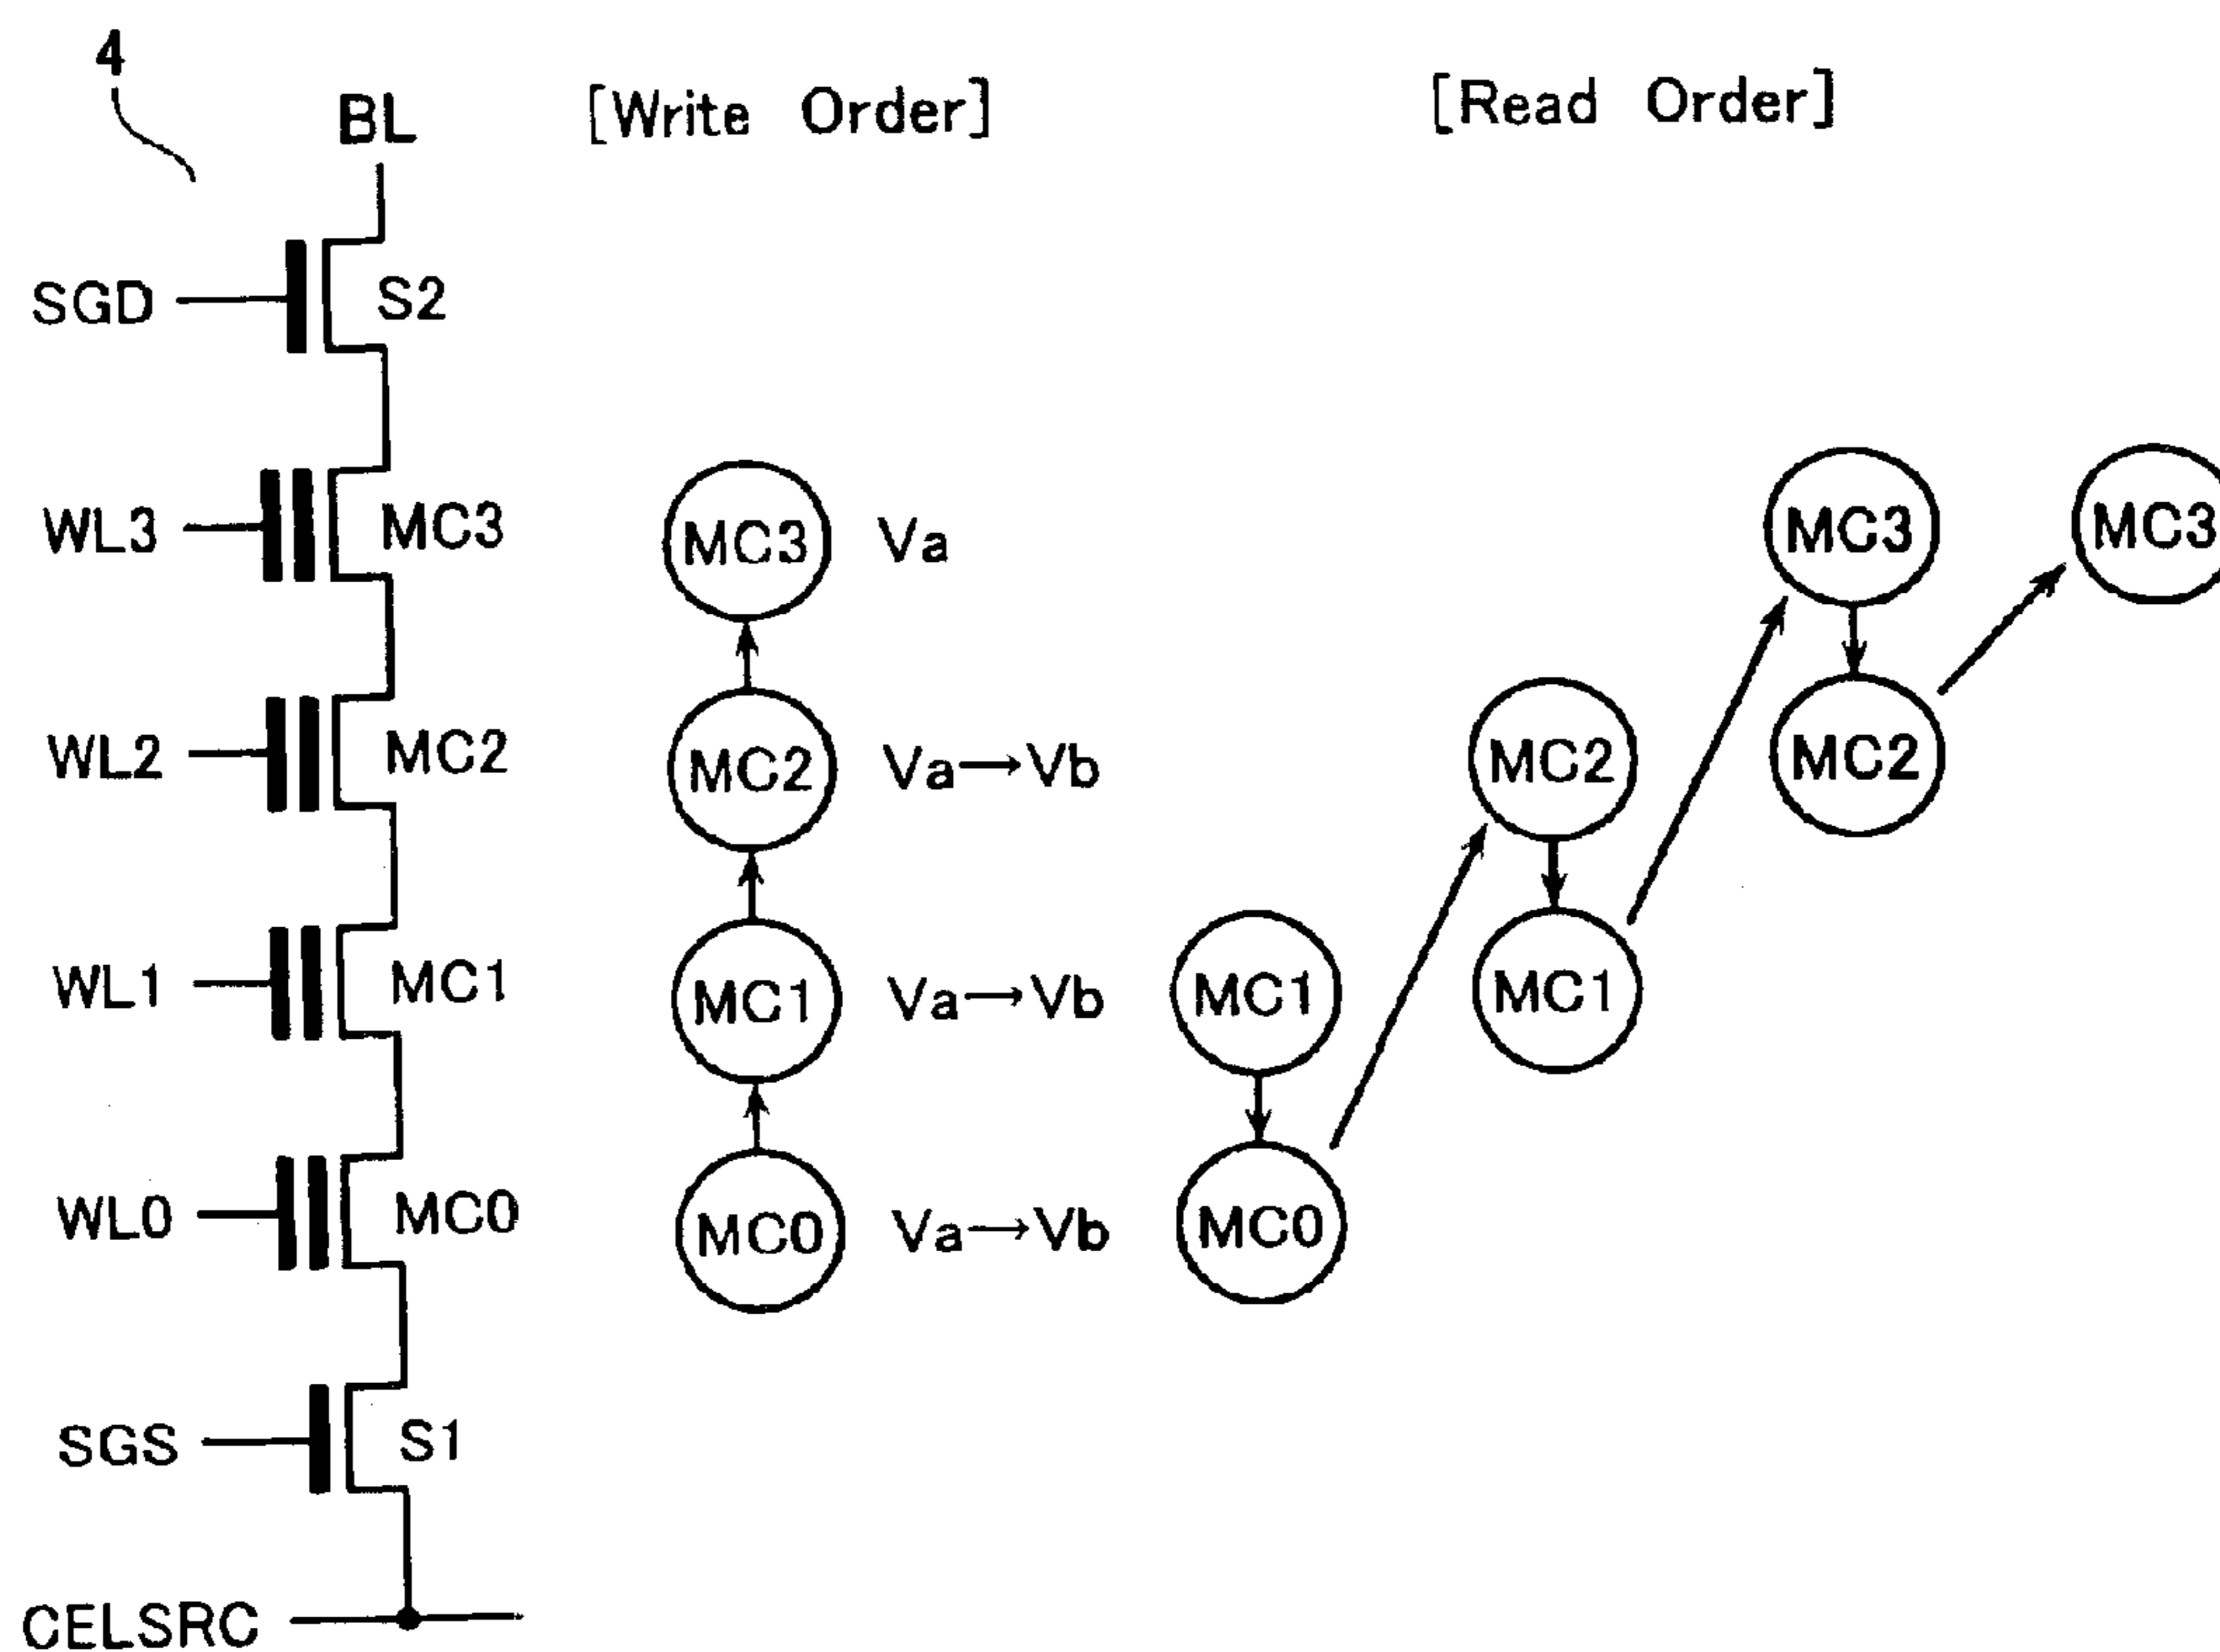 4
BL [Write Order] [Read Order]
SGD S2
WL3 MC3 MC3 Va MC3 MC3
WL2 MC2 MC2 Va→Vb MC2 MC2
WL1 MC1 MC1 Va→Vb MC1 MC1
WL0 MC0 MC0 Va→Vb MC0
SGS S1
CELSRC